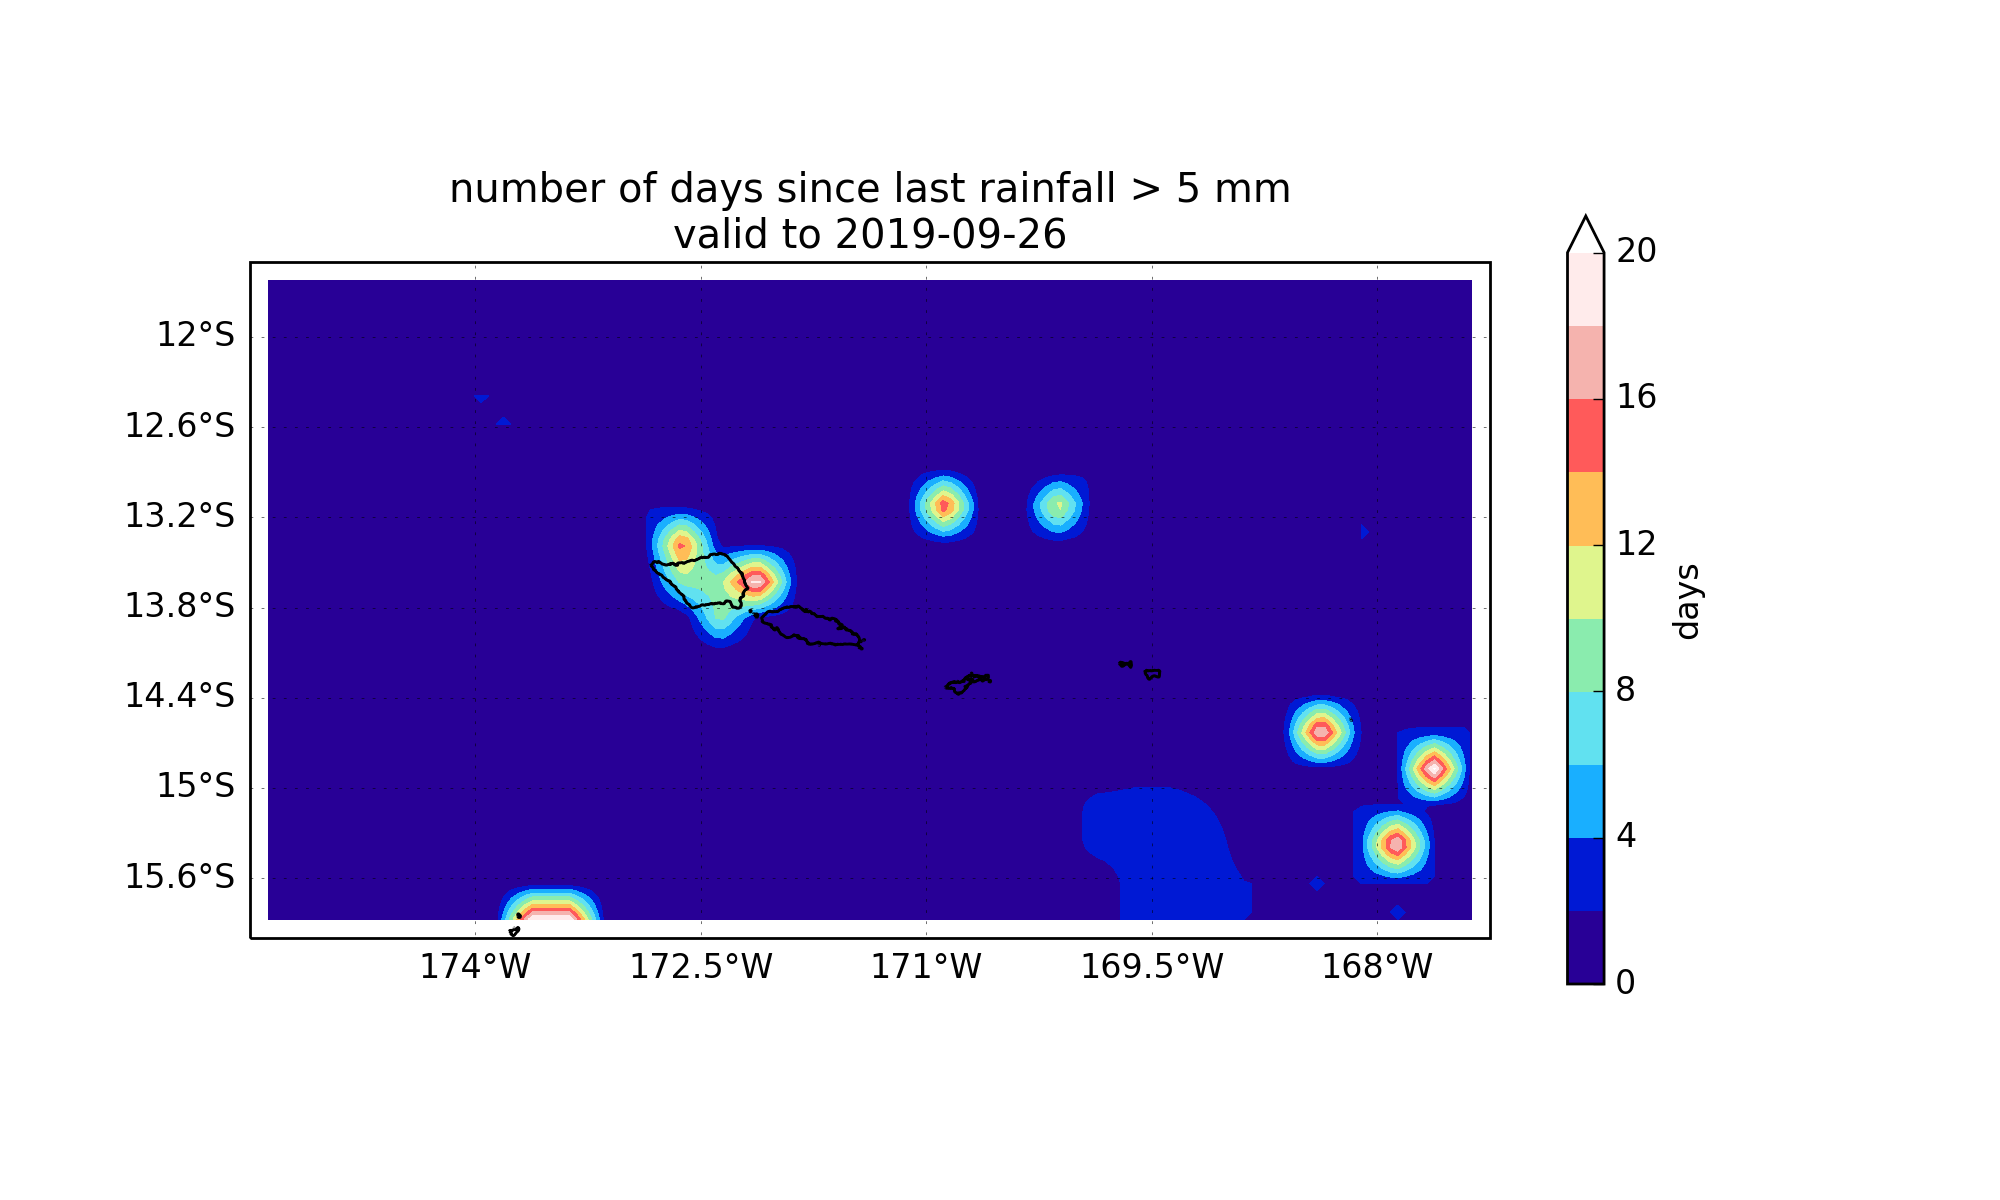 number of days since last rainfall > 5 mm
valid to 2019-09-26
12°S
12.6°S
13.2°S
13.8°S
14.4°S
15°S
15.6°S
174°W
172.5°W
171°W
169.5°W
168°W
20
16
12
8
4
0
days